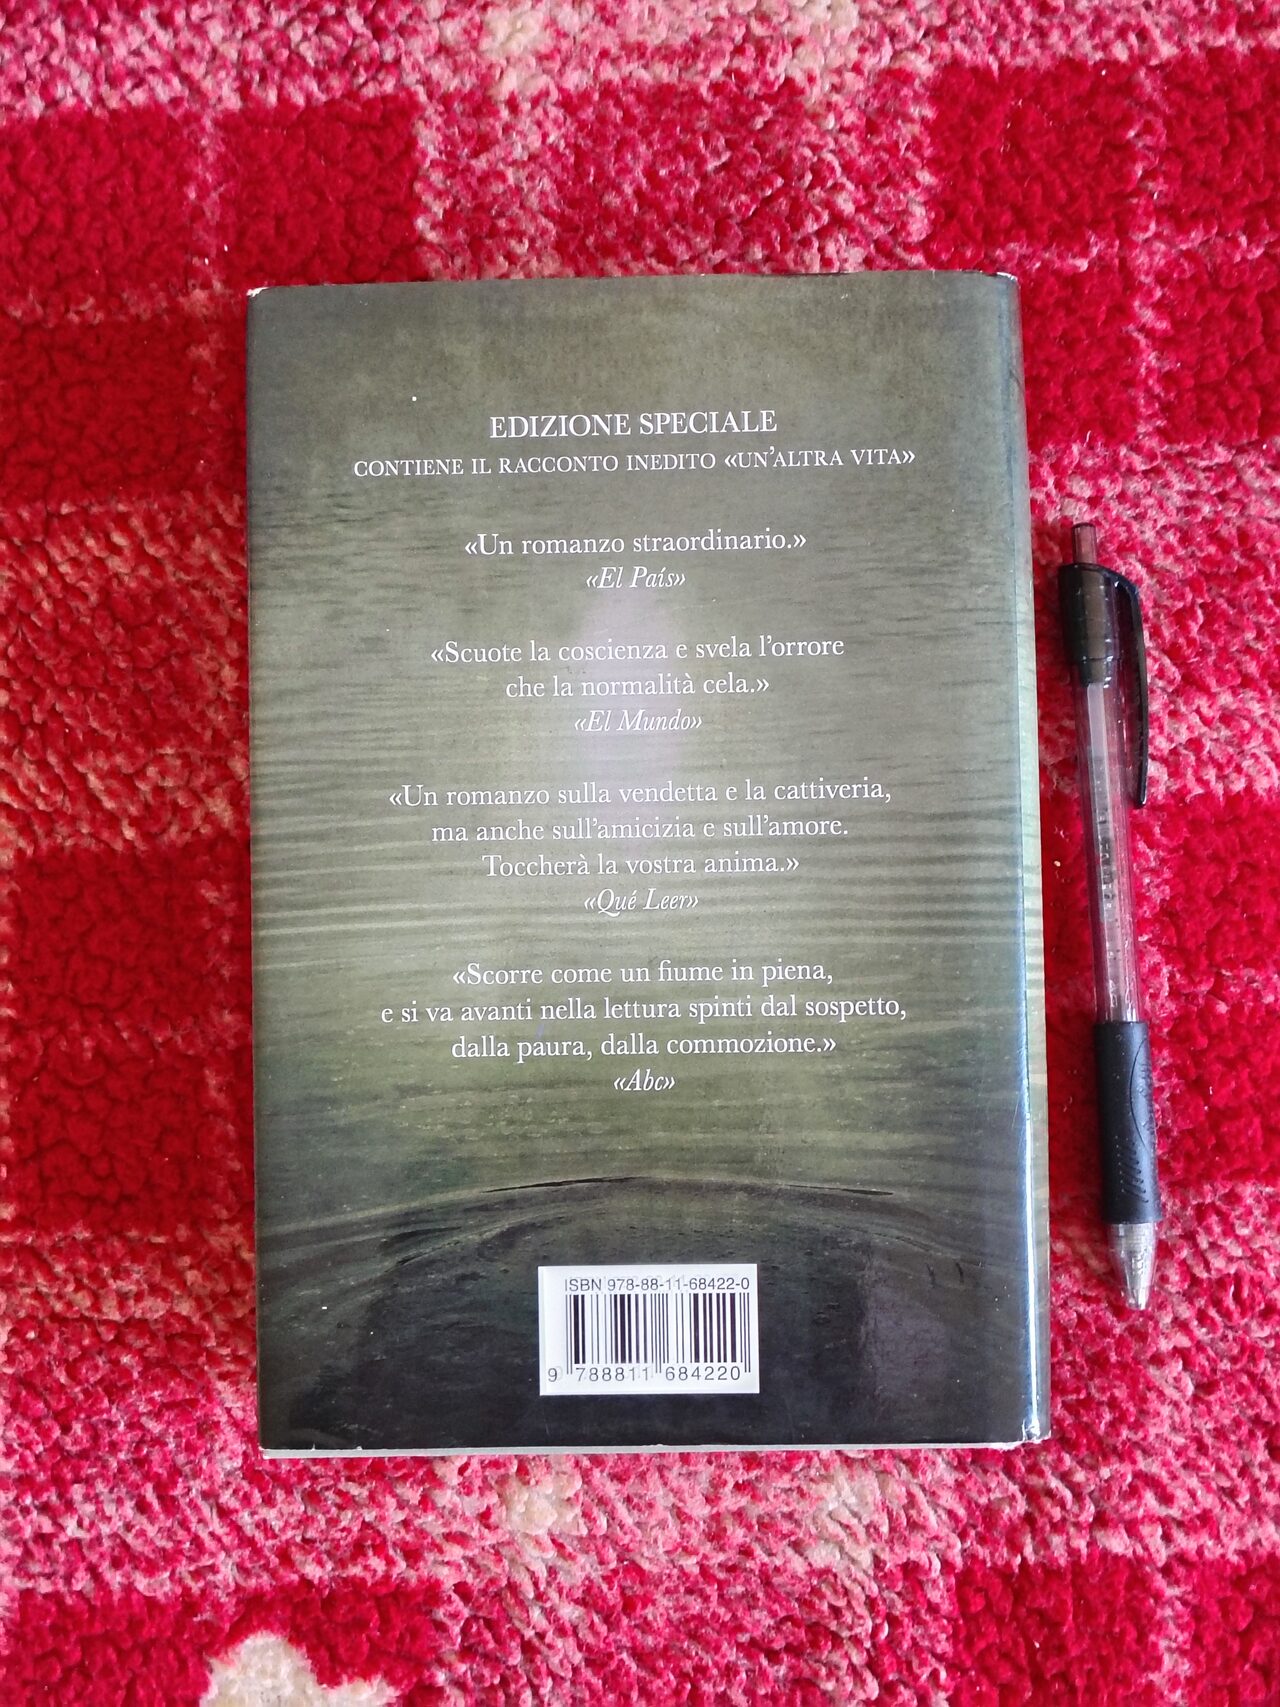 EDIZIONE SPECIALE
CONTIENE IL RACCONTO INEDITO «UN'ALTRA VITA»
«Un romanzo straordinario.»
«El País»
«Scuote la coscienza e svela l'orrore
che la normalità cela.»
«El Mundo»
«Un romanzo sulla vendetta e la cattiveria,
ma anche sull'amicizia e sull'amore.
Toccherà la vostra anima.»
«Qué Leer»
«Scorre come un fiume in piena,
e si va avanti nella lettura spinti dal sospetto,
dalla paura, dalla commozione.»
«Abc»
ISBN 978-88-11-68422-0
9 788811 684220